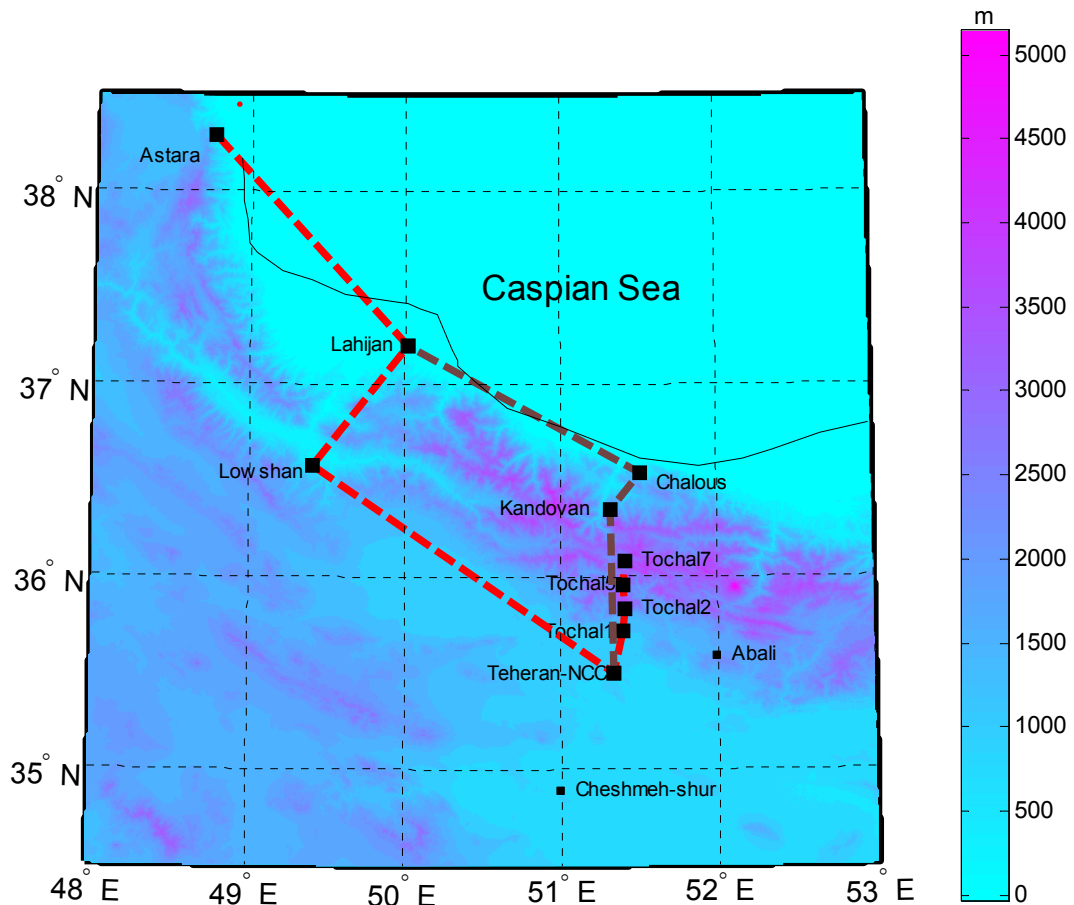 m
5000
4500
4000
3500
3000
2500
2000
1500
1000
500
0
Astara
38° N
Caspian Sea
Lahijan
37° N
Low shan
Chalous
Kandovan
Tochal7
36° N
Tochal5
Tochal2
Tochal1
Abali
Teheran-NCC
35° N
Cheshmeh-shur
48° E
49° E
50° E
51° E
52° E
53° E